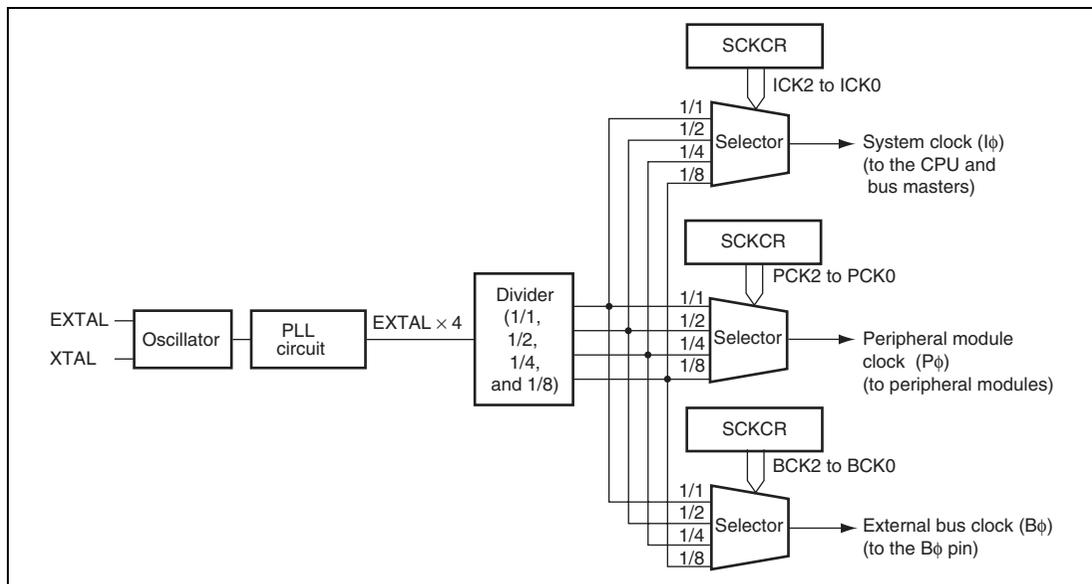 SCKCR
ICK2 to ICK0
1/1
1/2
1/4
1/8
Selector
System clock (Iϕ)
(to the CPU and
bus masters)
SCKCR
PCK2 to PCK0
EXTAL
XTAL
Oscillator
PLL
circuit
EXTAL × 4
Divider
(1/1,
1/2,
1/4,
and 1/8)
1/1
1/2
1/4
1/8
Selector
Peripheral module
clock (Pϕ)
(to peripheral modules)
SCKCR
BCK2 to BCK0
1/1
1/2
1/4
1/8
Selector
External bus clock (Bϕ)
(to the Bϕ pin)